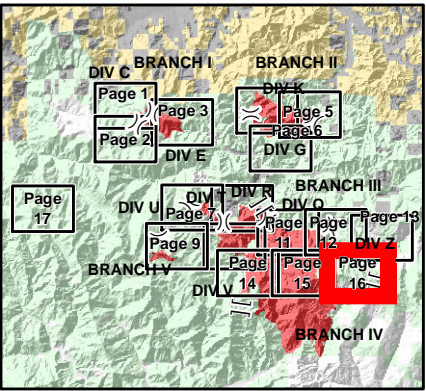 BRANCH I
BRANCH II
DIV C
Page 1
Page 3
Page 2
DIV E
DIV K
Page 5
Page 6
DIV G
BRANCH III
DIV R
DIV U
DIV Q
Page
17
Page 9
Page
11
Page
12
Page 13
DIV Z
BRANCH V
DIV V
Page
14
Page
15
Page
16
BRANCH IV